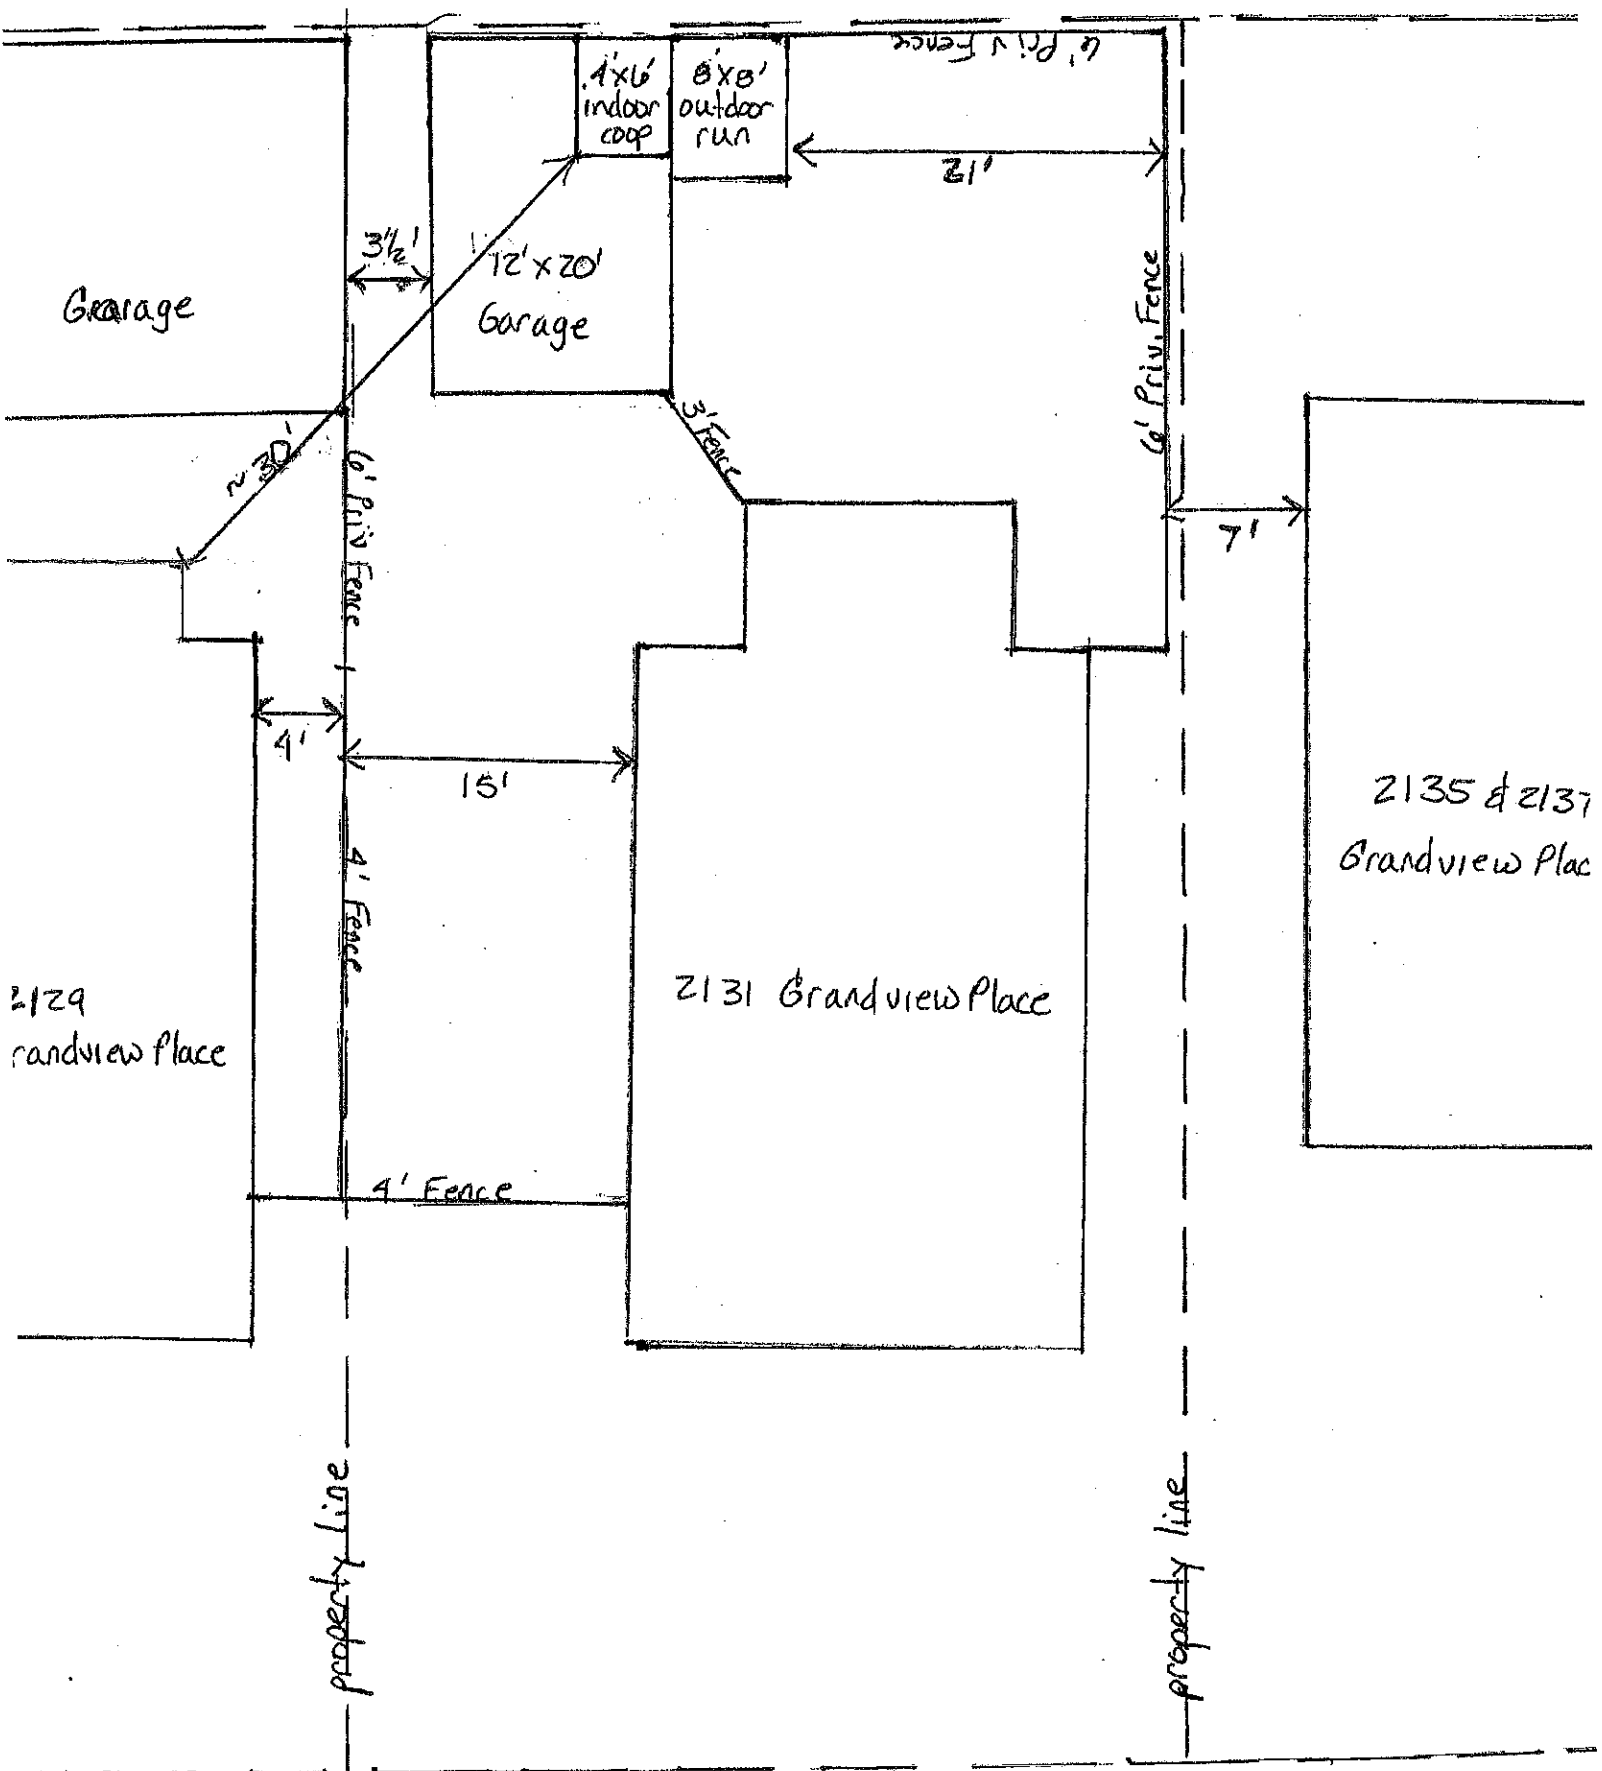 6' Priv Fence
4'x6'
indoor
coop
8'x8'
outdoor
run
21'
3½'
12'x20'
Garage
Garage
6' Priv. Fence
3' Fence
~30'
6' Priv Fence
7'
4'
15'
2135 & 2137
Grandview Plac
4' Fence
2129
randview Place
2131 Grandview Place
4' Fence
property line
property line